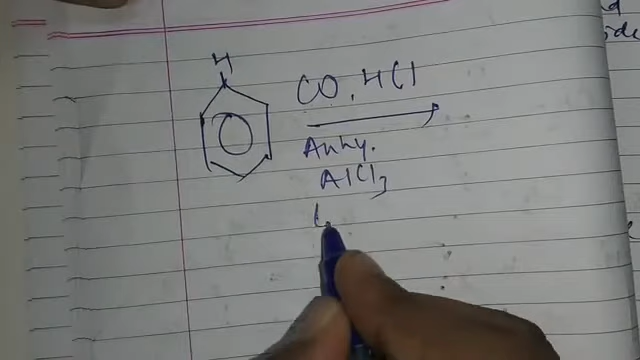 H
CO, HCl
Anhy.
AlCl₃